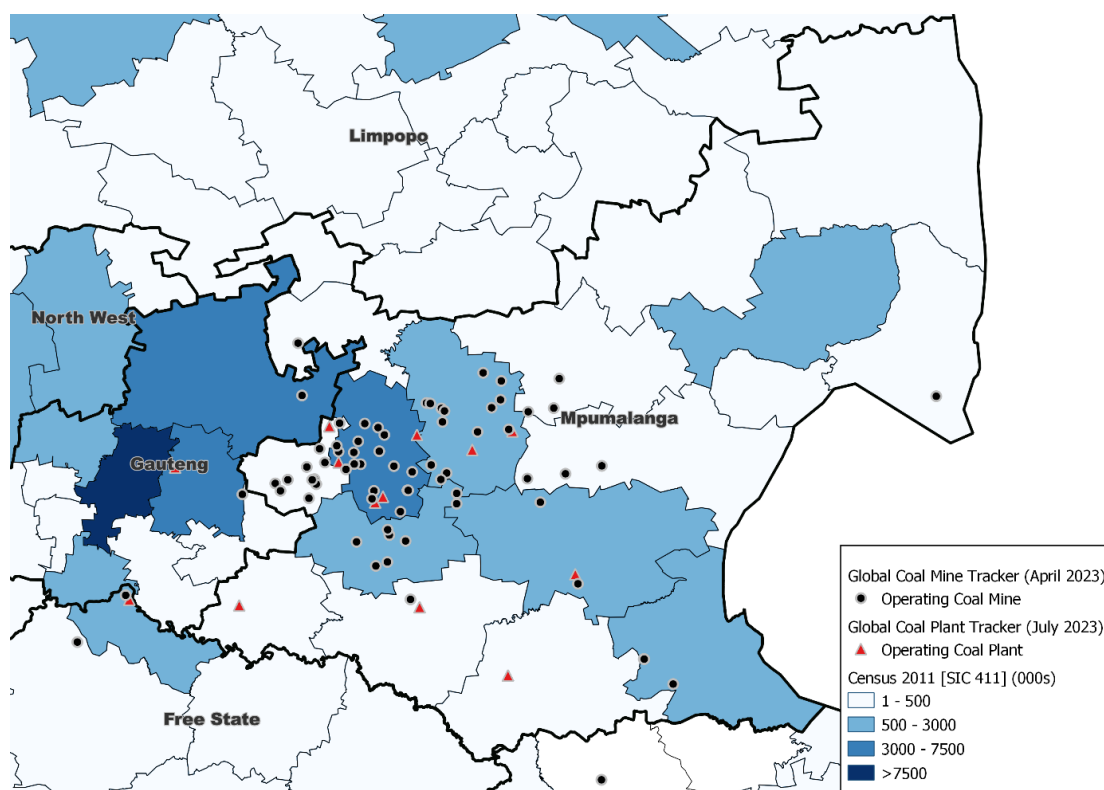 Limpopo
North West
Mpumalanga
Gauteng
Free State
Global Coal Mine Tracker (April 2023)
Operating Coal Mine
Global Coal Plant Tracker (July 2023)
Operating Coal Plant
Census 2011 [SIC 411] (000s)
1 - 500
500 - 3000
3000 - 7500
>7500